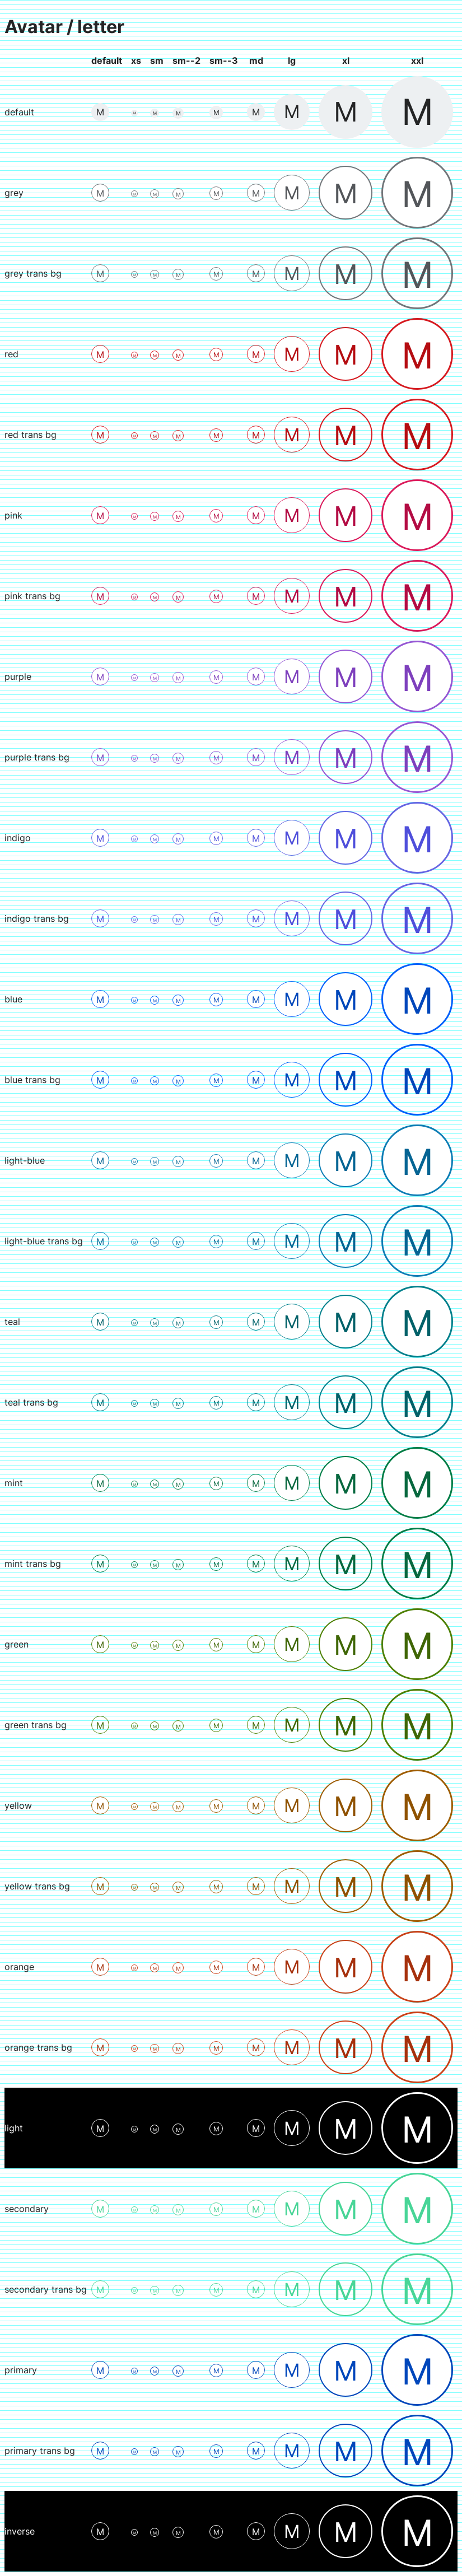 Avatar / letter
default xs sm sm--2 sm--3 md lg xl xxl
default M M M M M M M M M
grey M M M M M M M M M
grey trans bg M M M M M M M M M
red M M M M M M M M M
red trans bg M M M M M M M M M
pink M M M M M M M M M
pink trans bg M M M M M M M M M
purple M M M M M M M M M
purple trans bg M M M M M M M M M
indigo M M M M M M M M M
indigo trans bg M M M M M M M M M
blue M M M M M M M M M
blue trans bg M M M M M M M M M
light-blue M M M M M M M M M
light-blue trans bg M M M M M M M M M
teal M M M M M M M M M
teal trans bg M M M M M M M M M
mint M M M M M M M M M
mint trans bg M M M M M M M M M
green M M M M M M M M M
green trans bg M M M M M M M M M
yellow M M M M M M M M M
yellow trans bg M M M M M M M M M
orange M M M M M M M M M
orange trans bg M M M M M M M M M
light M M M M M M M M M
secondary M M M M M M M M M
secondary trans bg M M M M M M M M M
primary M M M M M M M M M
primary trans bg M M M M M M M M M
inverse M M M M M M M M M